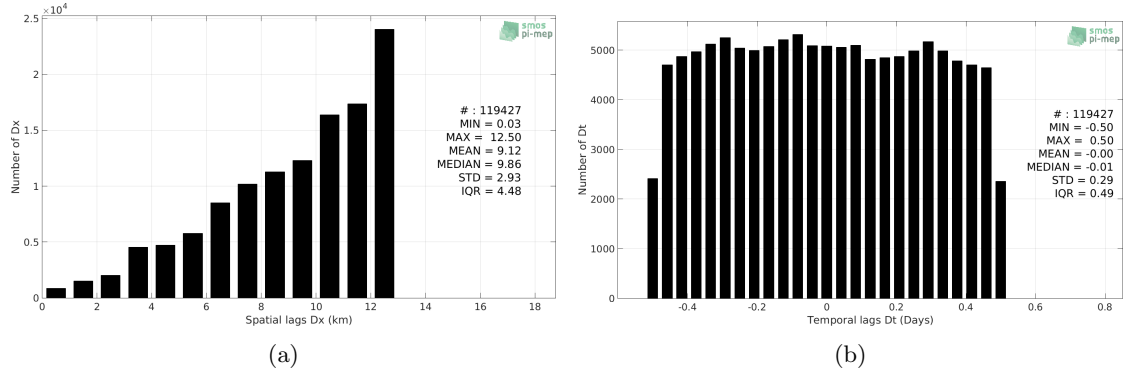 ×10⁴
2.5
2
1.5
1
0.5
0
0 2 4 6 8 10 12 14 16 18
Number of Dx
Spatial lags Dx (km)
smos
pi-mep
# : 119427
MIN = 0.03
MAX = 12.50
MEAN = 9.12
MEDIAN = 9.86
STD = 2.93
IQR = 4.48
(a)
5000
4000
3000
2000
1000
0
-0.4 -0.2 0 0.2 0.4 0.6 0.8
Number of Dt
Temporal lags Dt (Days)
smos
pi-mep
# : 119427
MIN = -0.50
MAX = 0.50
MEAN = -0.00
MEDIAN = -0.01
STD = 0.29
IQR = 0.49
(b)